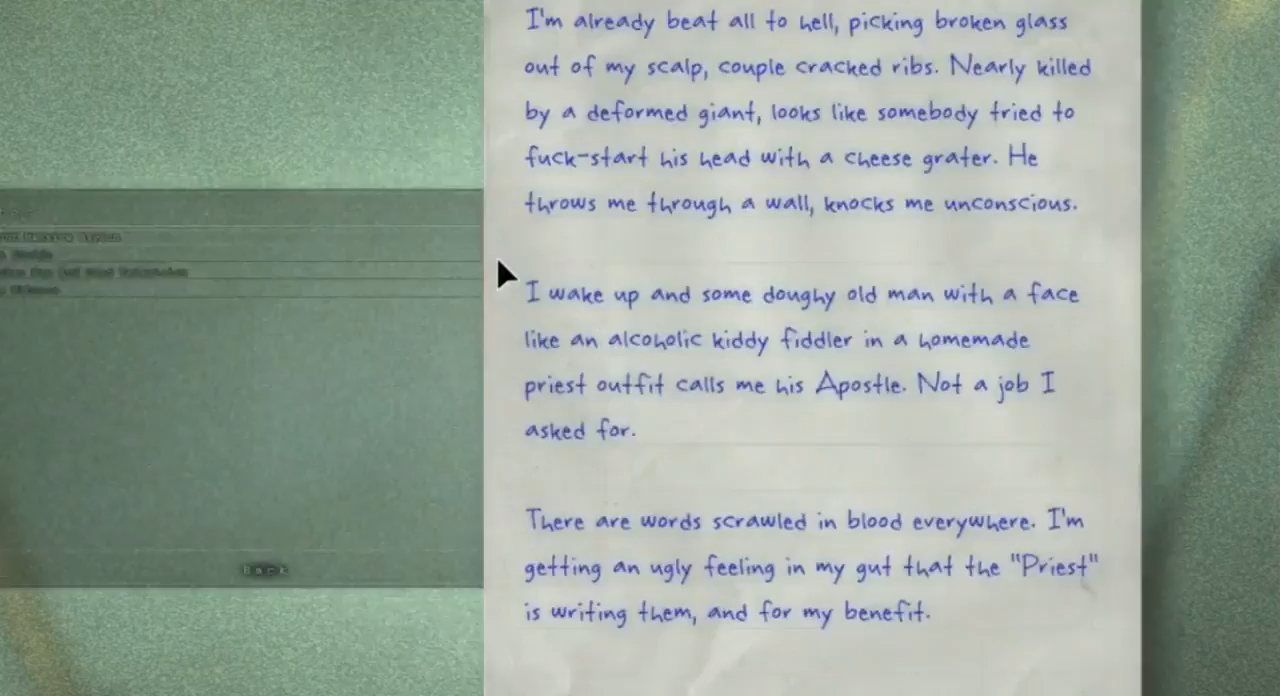 I'm already beat all to hell, picking broken glass
out of my scalp, couple cracked ribs. Nearly killed
by a deformed giant, looks like somebody tried to
fuck-start his head with a cheese grater. He
throws me through a wall, knocks me unconscious.
I wake up and some doughy old man with a face
like an alcoholic kiddy fiddler in a homemade
priest outfit calls me his Apostle. Not a job I
asked for.
There are words scrawled in blood everywhere. I'm
getting an ugly feeling in my gut that the "Priest"
is writing them, and for my benefit.
Back